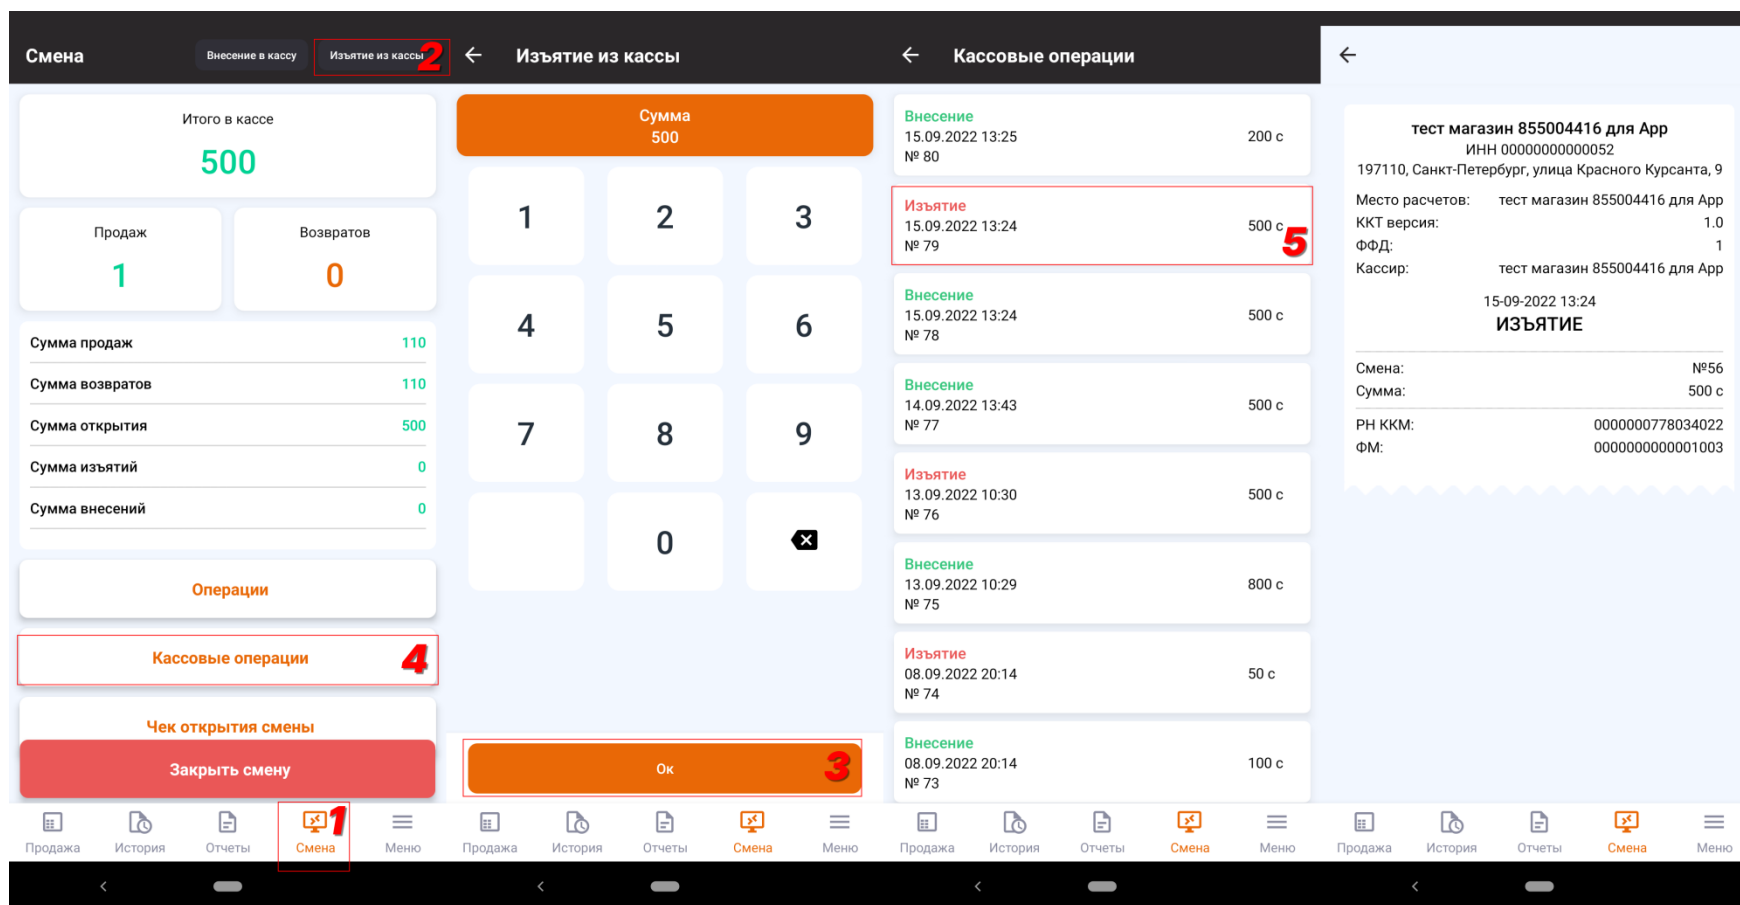 Смена
Внесение в кассу
Изъятие из кассы
2
Итого в кассе
500
Продаж
1
Возвратов
0
Сумма продаж 110
Сумма возвратов 110
Сумма открытия 500
Сумма изъятий 0
Сумма внесений 0
Операции
Кассовые операции
4
Чек открытия смены
Закрыть смену
1
Продажа История Отчеты Смена Меню
Изъятие из кассы
Сумма
500
1 2 3
4 5 6
7 8 9
0
Ок
3
Продажа История Отчеты Смена Меню
Кассовые операции
Внесение
15.09.2022 13:25 200 с
№ 80
Изъятие
15.09.2022 13:24 500 с
№ 79
5
Внесение
15.09.2022 13:24 500 с
№ 78
Внесение
14.09.2022 13:43 500 с
№ 77
Изъятие
13.09.2022 10:30 500 с
№ 76
Внесение
13.09.2022 10:29 800 с
№ 75
Изъятие
08.09.2022 20:14 50 с
№ 74
Внесение
08.09.2022 20:14 100 с
№ 73
Продажа История Отчеты Смена Меню
тест магазин 855004416 для App
ИНН 00000000000052
197110, Санкт-Петербург, улица Красного Курсанта, 9
Место расчетов: тест магазин 855004416 для App
ККТ версия: 1.0
ФФД: 1
Кассир: тест магазин 855004416 для App
15-09-2022 13:24
ИЗЪЯТИЕ
Смена: №56
Сумма: 500 с
РН ККМ: 0000000778034022
ФМ: 0000000000001003
Продажа История Отчеты Смена Меню